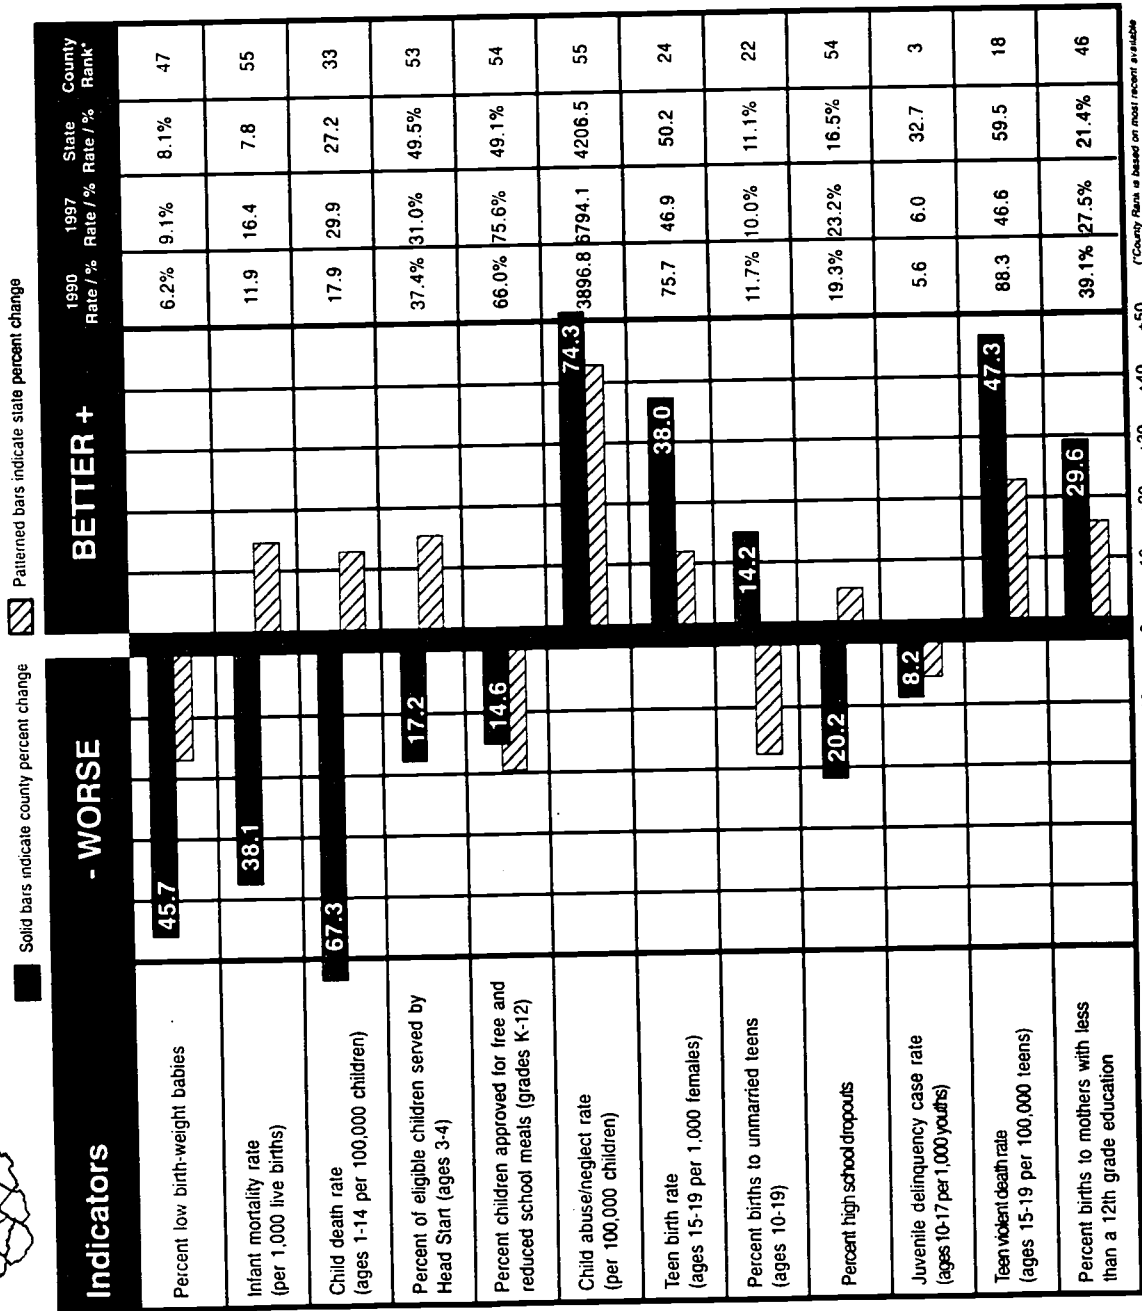 Solid bars indicate county percent change
Patterned bars indicate state percent change
Indicators
- WORSE
BETTER +
1990
Rate / %
1997
Rate / %
State
Rate / %
County
Rank*
Percent low birth-weight babies
45.7
6.2%
9.1%
8.1%
47
Infant mortality rate
(per 1,000 live births)
38.1
11.9
16.4
7.8
55
Child death rate
(ages 1-14 per 100,000 children)
67.3
17.9
29.9
27.2
33
Percent of eligible children served by
Head Start (ages 3-4)
17.2
37.4%
31.0%
49.5%
53
Percent children approved for free and
reduced school meals (grades K-12)
14.6
66.0%
75.6%
49.1%
54
Child abuse/neglect rate
(per 100,000 children)
74.3
3896.8
6794.1
4206.5
55
Teen birth rate
(ages 15-19 per 1,000 females)
38.0
75.7
46.9
50.2
24
Percent births to unmarried teens
(ages 10-19)
14.2
11.7%
10.0%
11.1%
22
Percent high school dropouts
20.2
19.3%
23.2%
16.5%
54
Juvenile delinquency case rate
(ages 10-17 per 1,000 youths)
8.2
5.6
6.0
32.7
3
Teen violent death rate
(ages 15-19 per 100,000 teens)
47.3
88.3
46.6
59.5
18
Percent births to mothers with less
than a 12th grade education
29.6
39.1%
27.5%
21.4%
46
+50
(*County Rank is based on most recent available